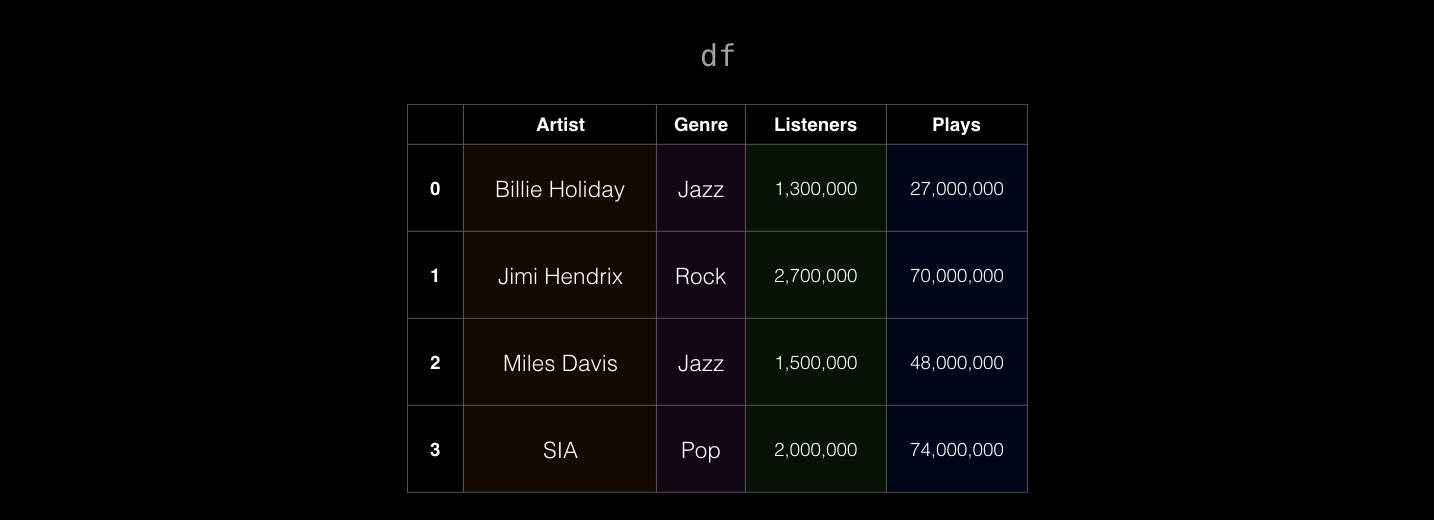 df
Artist Genre Listeners Plays
0 Billie Holiday Jazz 1,300,000 27,000,000
1 Jimi Hendrix Rock 2,700,000 70,000,000
2 Miles Davis Jazz 1,500,000 48,000,000
3 SIA Pop 2,000,000 74,000,000